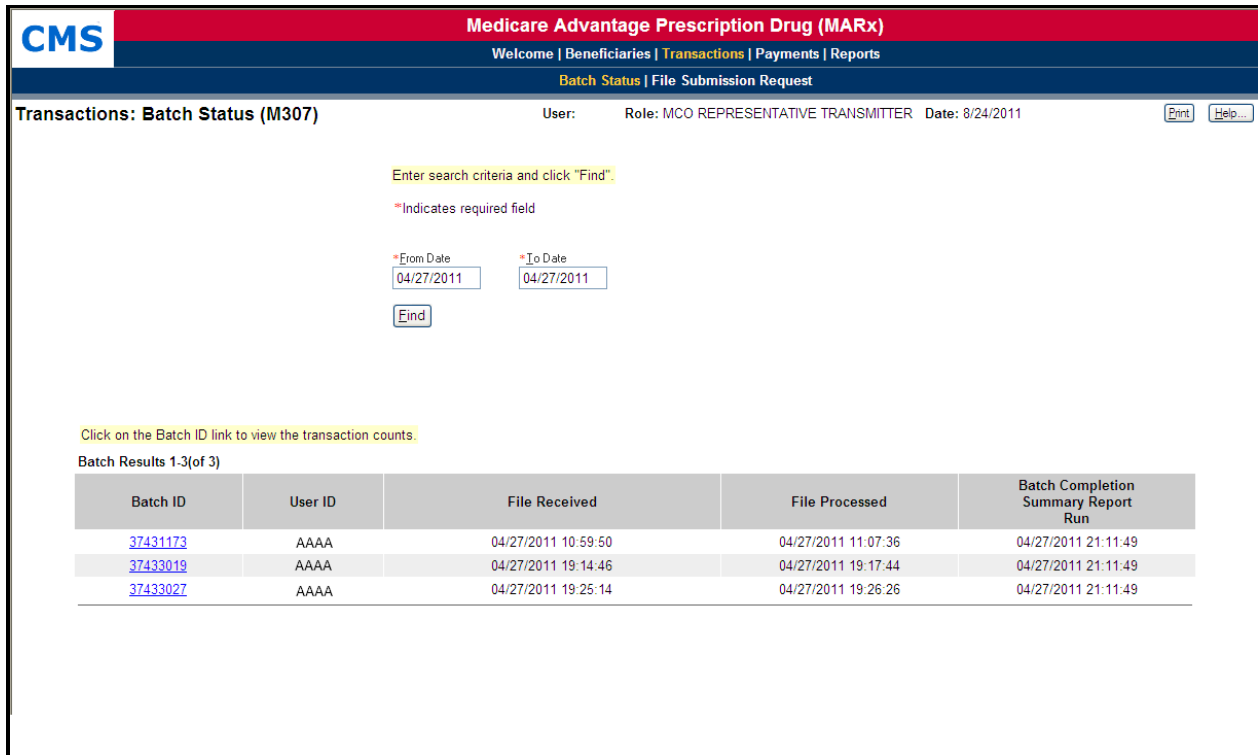 CMS
Medicare Advantage Prescription Drug (MARx)
Welcome | Beneficiaries | Transactions | Payments | Reports
Batch Status | File Submission Request
Transactions: Batch Status (M307) User: Role: MCO REPRESENTATIVE TRANSMITTER Date: 8/24/2011 Print Help...
Enter search criteria and click "Find".
*Indicates required field
*From Date *To Date
04/27/2011 04/27/2011
Find
Click on the Batch ID link to view the transaction counts.
Batch Results 1-3(of 3)
Batch ID User ID File Received File Processed Batch Completion Summary Report Run
37431173 AAAA 04/27/2011 10:59:50 04/27/2011 11:07:36 04/27/2011 21:11:49
37433019 AAAA 04/27/2011 19:14:46 04/27/2011 19:17:44 04/27/2011 21:11:49
37433027 AAAA 04/27/2011 19:25:14 04/27/2011 19:26:26 04/27/2011 21:11:49